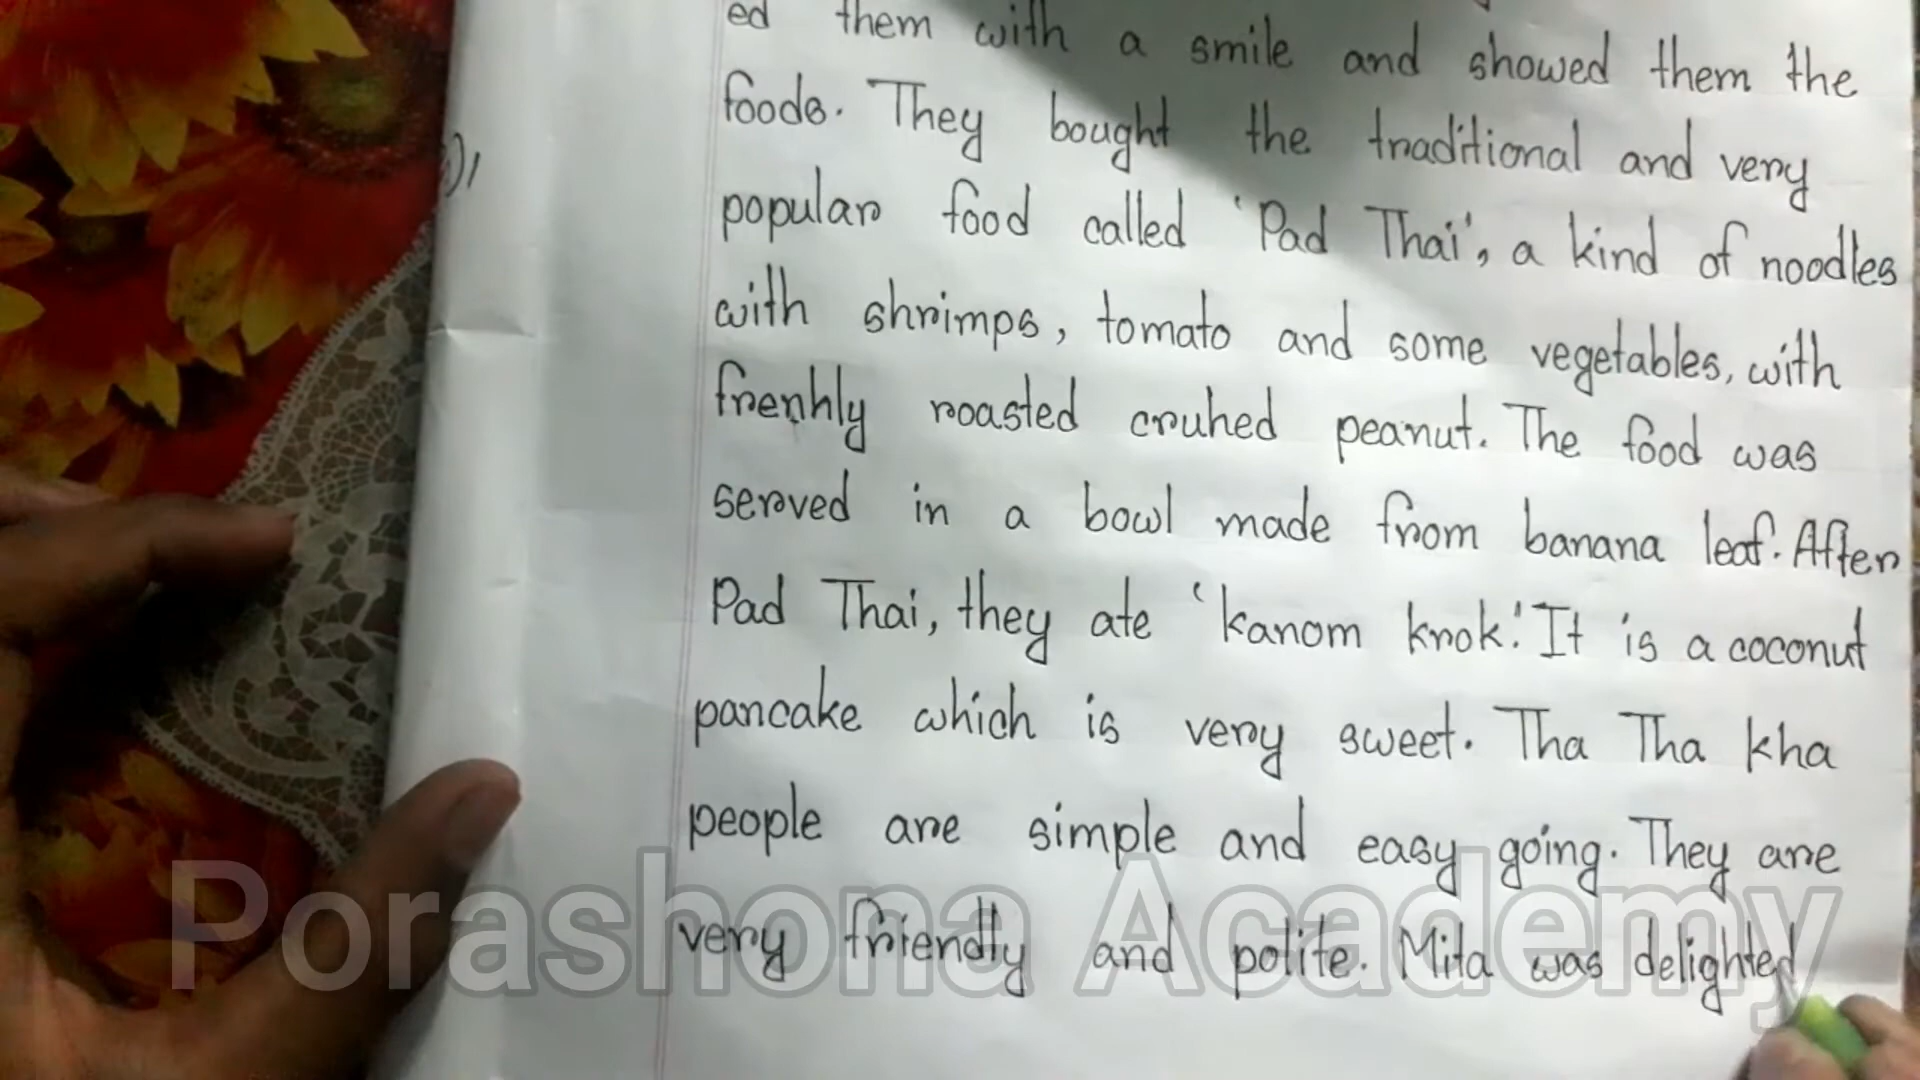 ed them with a smile and showed them the
foods. They bought the traditional and very
popular food called 'Pad Thai', a kind of noodles
with shrimps, tomato and some vegetables, with
frenhly roasted cruhed peanut. The food was
served in a bowl made from banana leaf. After
Pad Thai, they ate 'kanom krok.' It is a coconut
pancake which is very sweet. Tha Tha kha
people are simple and easy going. They are
very friendly and polite. Mita was delighted
Porashona Academy